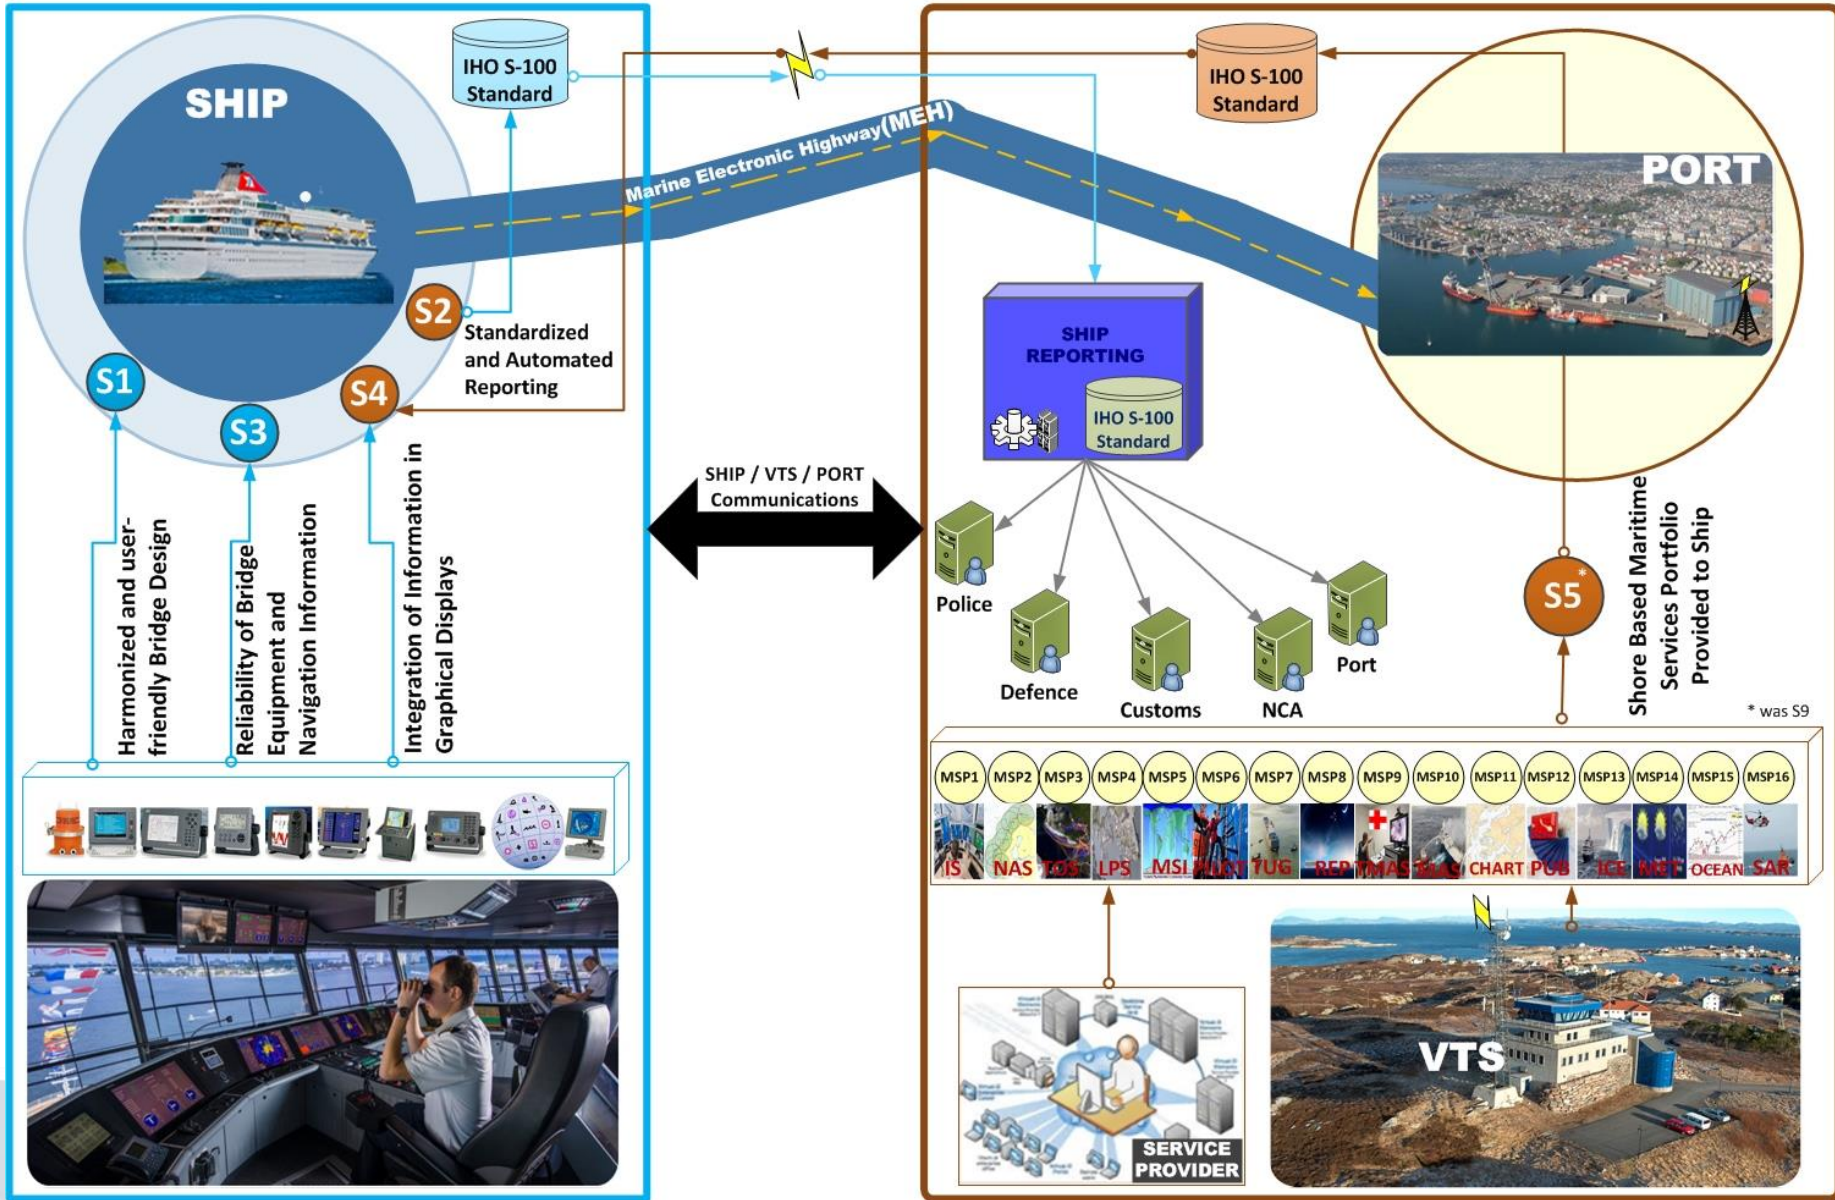 SHIP
IHO S-100
Standard
IHO S-100
Standard
PORT
Marine Electronic Highway(MEH)
S2
Standardized
and Automated
Reporting
S1
S4
S3
SHIP
REPORTING
IHO S-100
Standard
SHIP / VTS / PORT
Communications
Harmonized and user-
friendly Bridge Design
Reliability of Bridge
Equipment and
Navigation Information
Integration of Information in
Graphical Displays
Police
Defence
Customs
NCA
Port
S5*
Shore Based Maritime
Services Portfolio
Provided to Ship
* was S9
MSP1 MSP2 MSP3 MSP4 MSP5 MSP6 MSP7 MSP8 MSP9 MSP10 MSP11 MSP12 MSP13 MSP14 MSP15 MSP16
IS NAS TOS LPS MSI PILOT TUG REP TMAS MAS CHART PUB ICE MET OCEAN SAR
VTS
SERVICE
PROVIDER